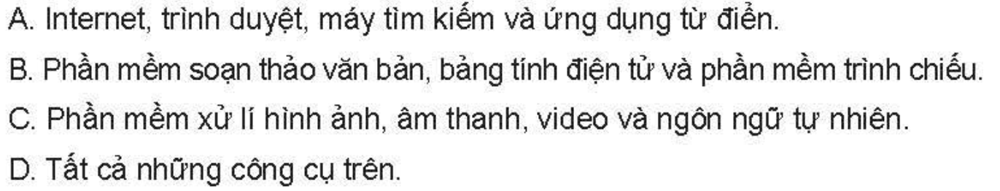 A. Internet, trình duyệt, máy tìm kiếm và ứng dụng từ điển.
B. Phần mềm soạn thảo văn bản, bảng tính điện tử và phần mềm trình chiếu.
C. Phần mềm xử lí hình ảnh, âm thanh, video và ngôn ngữ tự nhiên.
D. Tất cả những công cụ trên.